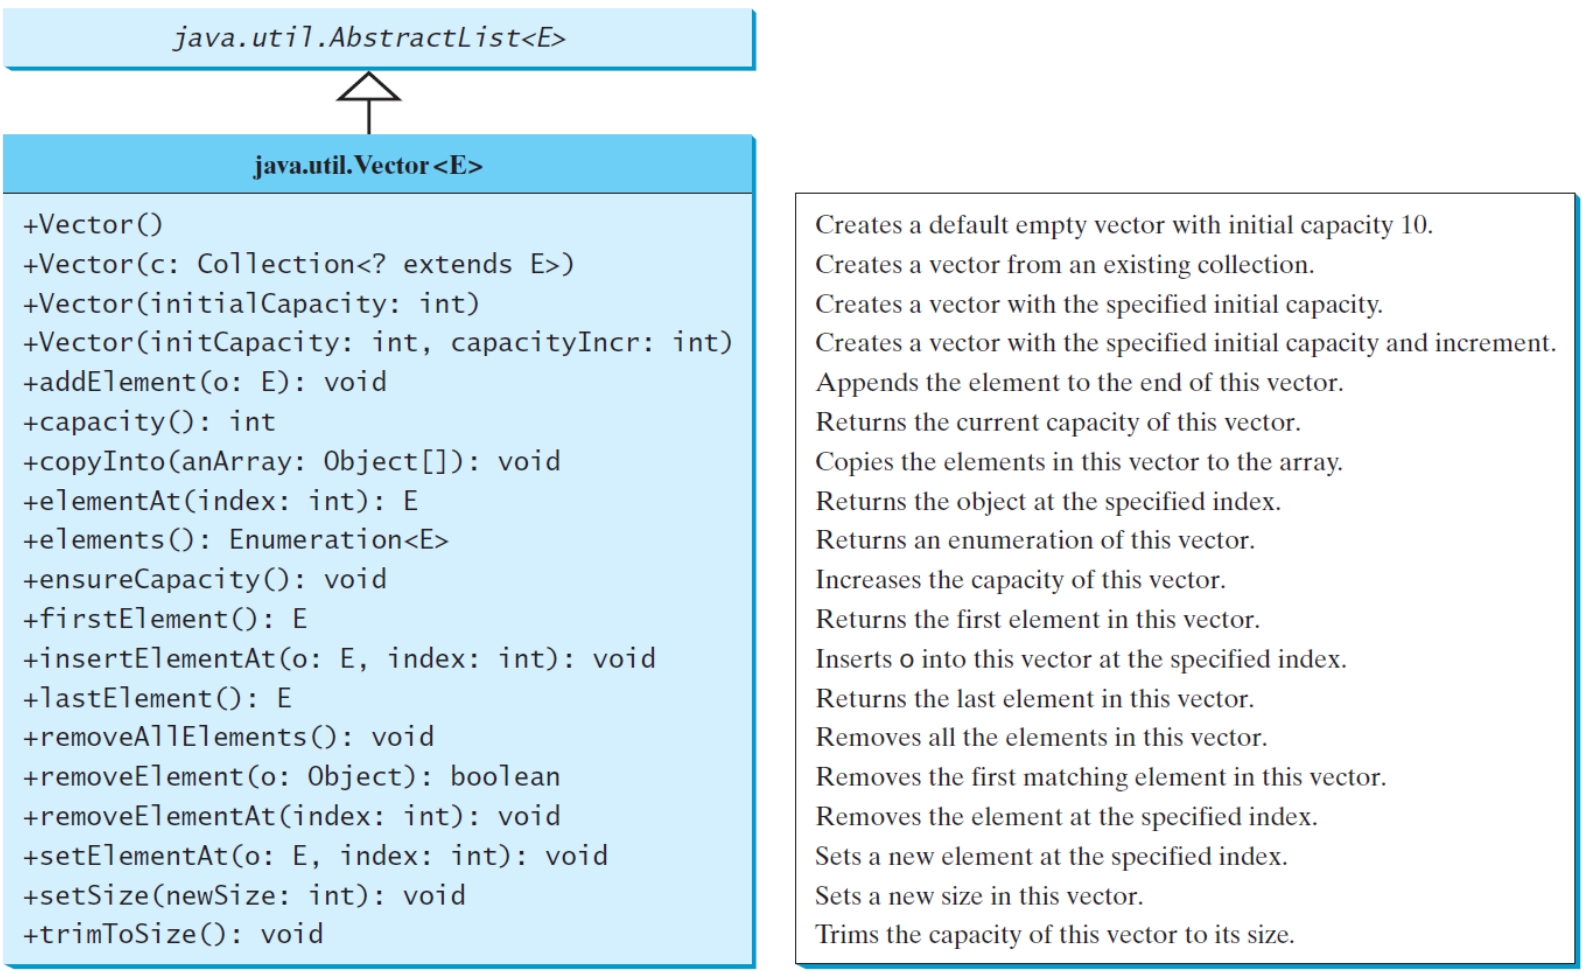 java.util.AbstractList<E>
java.util.Vector<E>
+Vector()
+Vector(c: Collection<? extends E>)
+Vector(initialCapacity: int)
+Vector(initCapacity: int, capacityIncr: int)
+addElement(o: E): void
+capacity(): int
+copyInto(anArray: Object[]): void
+elementAt(index: int): E
+elements(): Enumeration<E>
+ensureCapacity(): void
+firstElement(): E
+insertElementAt(o: E, index: int): void
+lastElement(): E
+removeAllElements(): void
+removeElement(o: Object): boolean
+removeElementAt(index: int): void
+setElementAt(o: E, index: int): void
+setSize(newSize: int): void
+trimToSize(): void
Creates a default empty vector with initial capacity 10.
Creates a vector from an existing collection.
Creates a vector with the specified initial capacity.
Creates a vector with the specified initial capacity and increment.
Appends the element to the end of this vector.
Returns the current capacity of this vector.
Copies the elements in this vector to the array.
Returns the object at the specified index.
Returns an enumeration of this vector.
Increases the capacity of this vector.
Returns the first element in this vector.
Inserts o into this vector at the specified index.
Returns the last element in this vector.
Removes all the elements in this vector.
Removes the first matching element in this vector.
Removes the element at the specified index.
Sets a new element at the specified index.
Sets a new size in this vector.
Trims the capacity of this vector to its size.